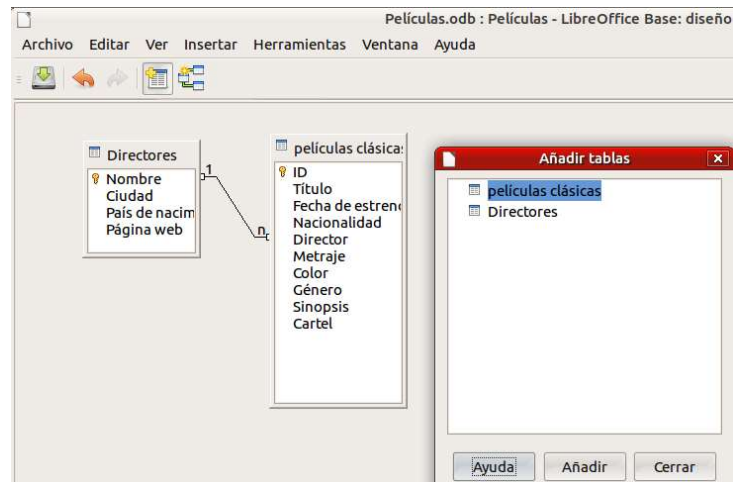 Películas.odb : Películas - LibreOffice Base: diseño
Archivo Editar Ver Insertar Herramientas Ventana Ayuda
Directores
Nombre
Ciudad
País de nacim
Página web
1
n
películas clásica
ID
Título
Fecha de estren
Nacionalidad
Director
Metraje
Color
Género
Sinopsis
Cartel
Añadir tablas
películas clásicas
Directores
Ayuda Añadir Cerrar